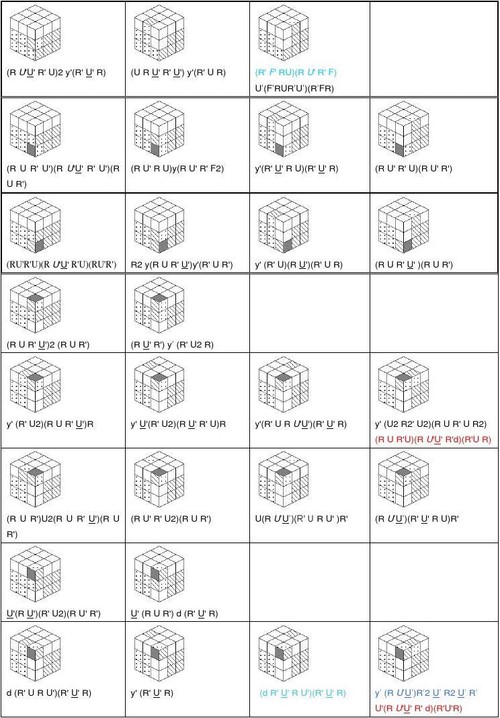 (R U'U' R' U)2 y'(R' U' R)
(U R U' R' U') y'(R' U R)
(R' F' RU)(R U' R' F)
U'(F'RUR'U')(R'FR)
(R U R' U')(R U'U' R' U')(R
U R')
(R U' R U)y(R U' R' F2)
y'(R' U' R U)(R' U' R)
(R U' R' U)(R U' R')
(RU'R'U)(R U'U' R'U)(RU'R')
R2 y(R U R' U')y'(R' U R')
y' (R' U)(R U')(R' U R)
(R U R' U' )(R U R')
(R U R' U')2 (R U R')
(R U' R') y' (R' U2 R)
y' (R' U2)(R U R' U')R
y' U'(R' U2)(R U' R' U)R
y'(R' U R U'U')(R' U' R)
y' (U2 R2' U2)(R U R' U R2)
(R U R'U)(R U'U' R'd)(R'U R)
(R U R')U2(R U R' U')(R U
R')
(R U' R' U2)(R U R')
U(R U'U')(R' U R U' )R'
(R U'U')(R' U' R U)R'
U'(R U')(R' U2)(R U' R')
U' (R U R') d (R' U' R)
d (R' U R U')(R' U' R)
y' (R' U' R)
(d R' U' R U')(R' U' R)
y' (R U'U')R'2 U' R2 U' R'
U'(R U'U' R' d)(R'U'R)